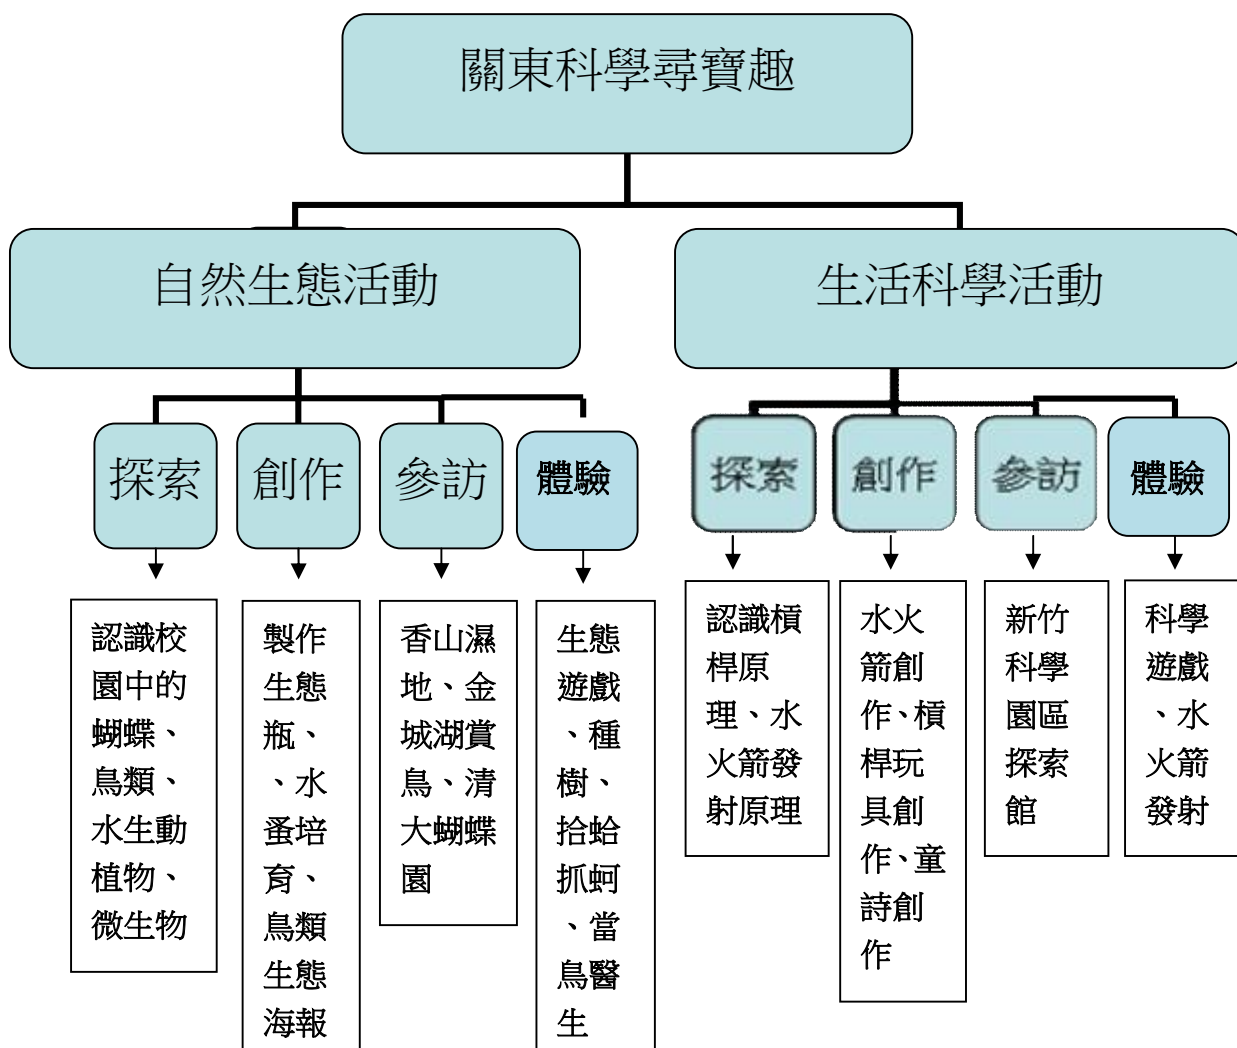 關東科學尋寶趣
自然生態活動
生活科學活動
探索
創作
參訪
體驗
探索
創作
參訪
體驗
認識校
園中的
蝴蝶、
鳥類、
水生動
植物、
微生物
製作
生態
瓶、
、水
蚤培
育、
鳥類
生態
海報
香山濕
地、金
城湖賞
鳥、清
大蝴蝶
園
生態
遊戲
、種
樹、
拾蛤
抓蚵
、當
鳥醫
生
認識槓
桿原
理、水
火箭發
射原理
水火
箭創
作、槓
桿玩
具創
作、童
詩創
作
新竹
科學
園區
探索
館
科學
遊戲
、水
火箭
發射